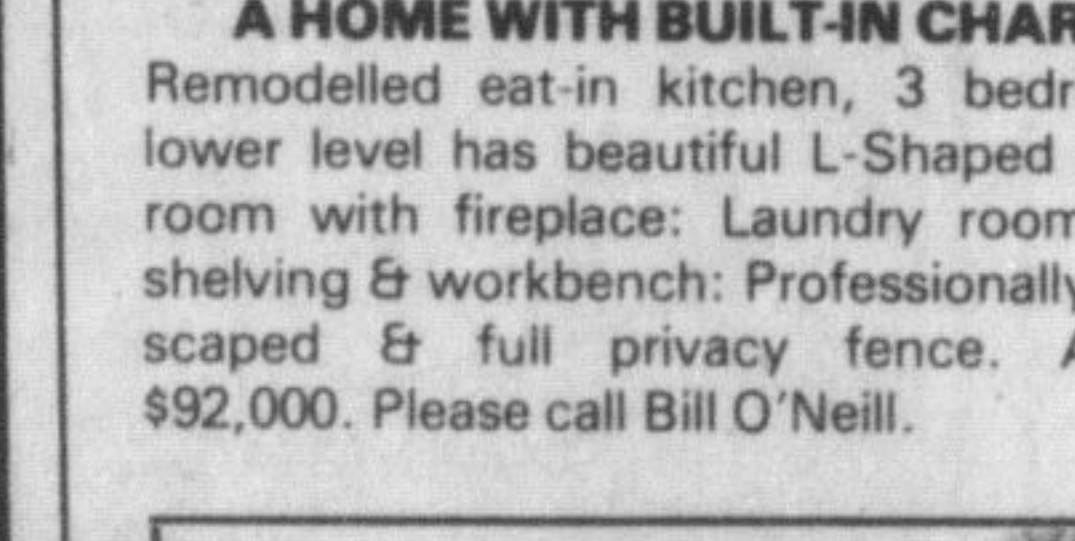 A HOME WITH BUILT-IN CHAR
Remodelled eat-in kitchen, 3 bedr
lower level has beautiful L-Shaped
room with fireplace: Laundry room
shelving & workbench: Professionally
scaped & full privacy fence. A
$92,000. Please call Bill O'Neill.